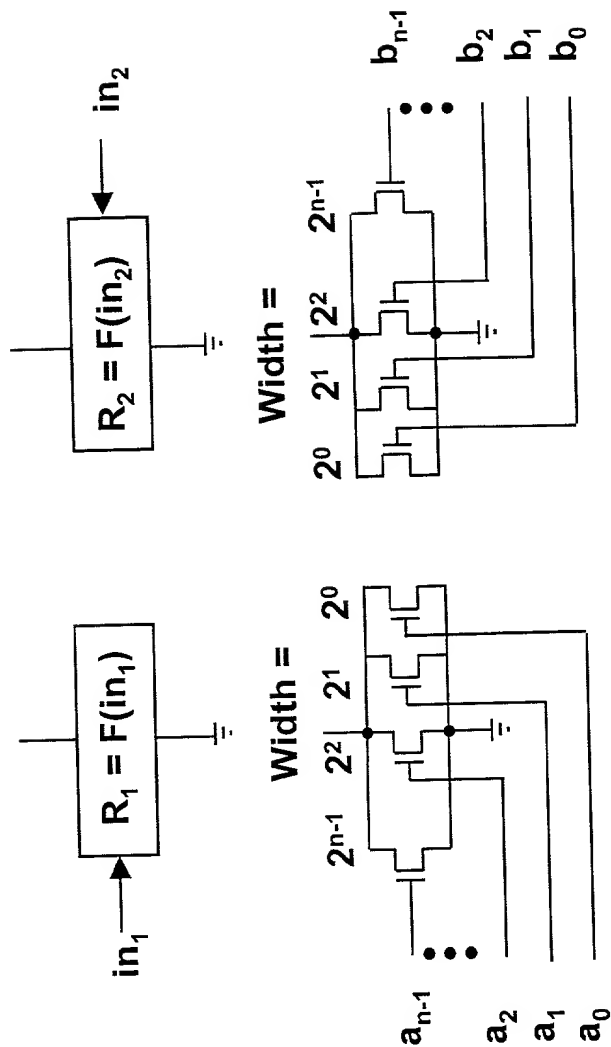 in₁
R₁ = F(in₁)
R₂ = F(in₂)
in₂
Width =
2ⁿ⁻¹ 2² 2¹ 2⁰
aₙ₋₁
a₂
a₁
a₀
Width =
2⁰ 2¹ 2² 2ⁿ⁻¹
bₙ₋₁
b₂
b₁
b₀